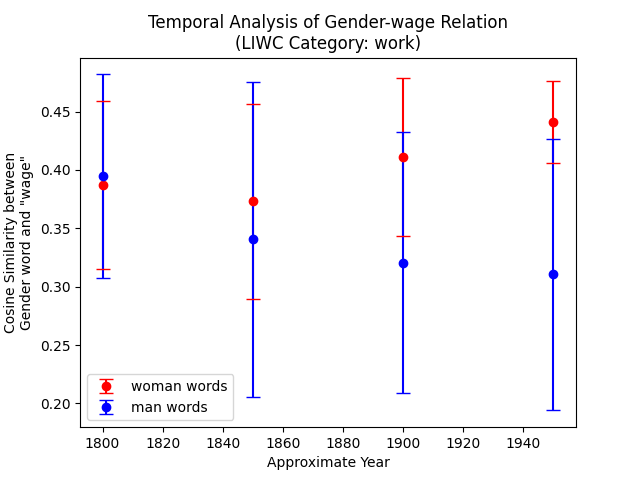 Temporal Analysis of Gender-wage Relation
(LIWC Category: work)
Cosine Similarity between
Gender word and "wage"
0.45
0.40
0.35
0.30
0.25
0.20
woman words
man words
1800 1820 1840 1860 1880 1900 1920 1940
Approximate Year